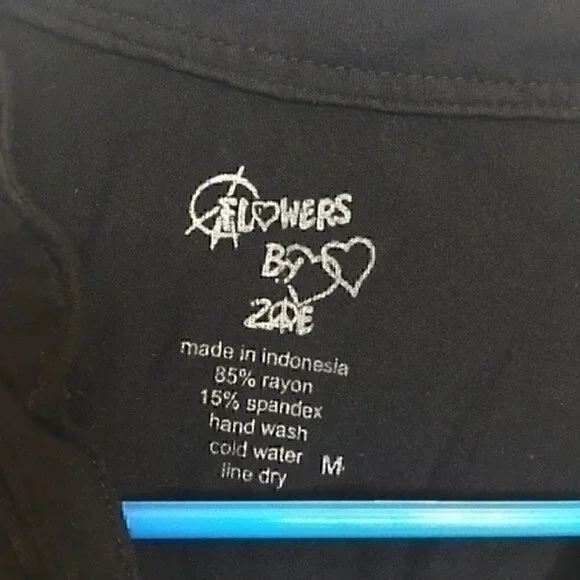 FLOWERS
BY
ZOE
made in indonesia
85% rayon
15% spandex
hand wash
cold water M
line dry